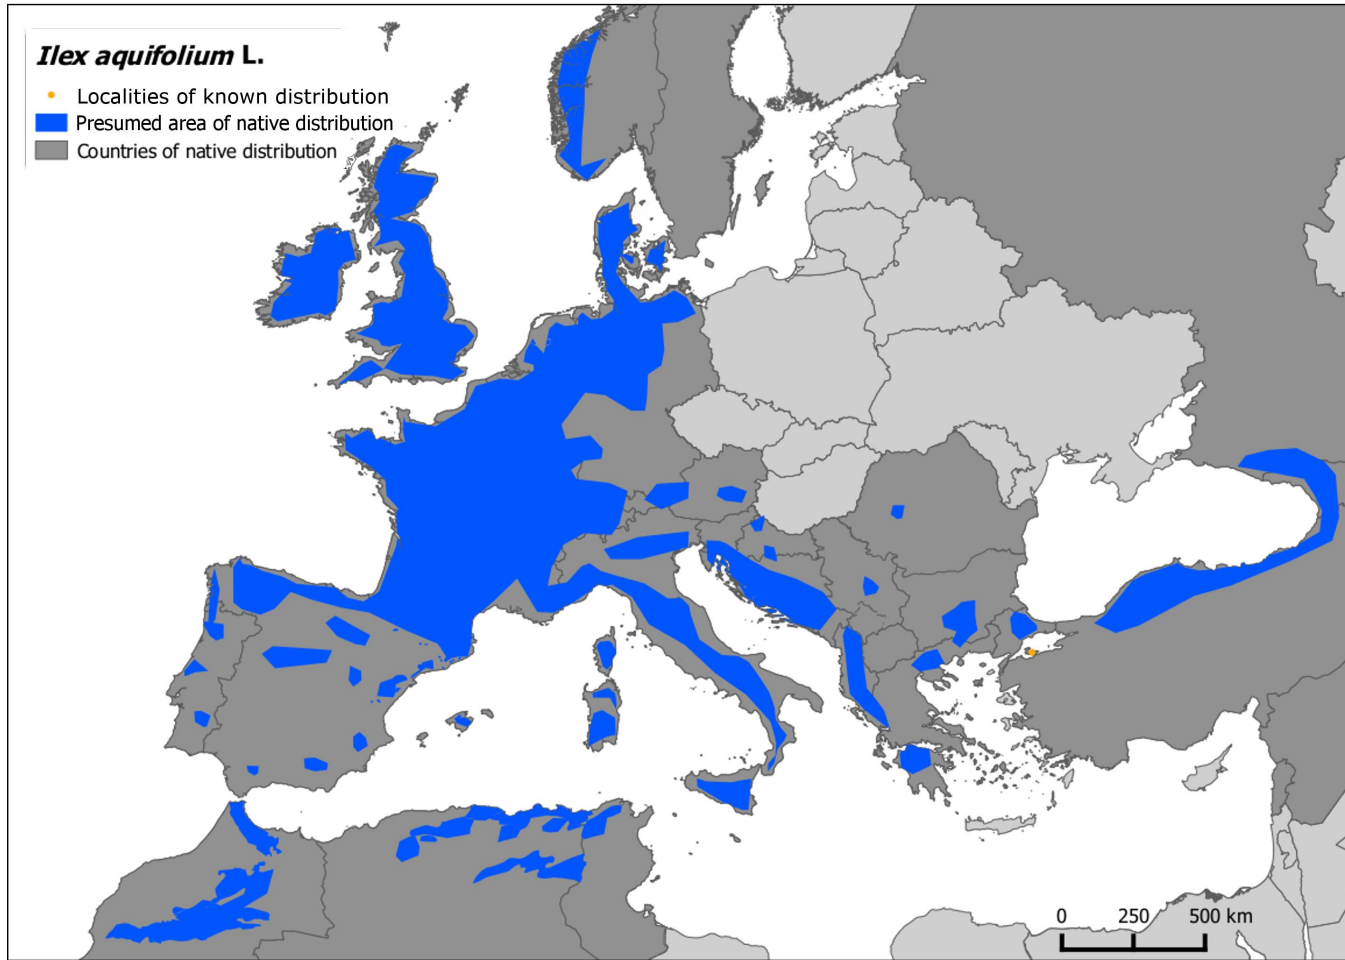 Ilex aquifolium L.
Localities of known distribution
Presumed area of native distribution
Countries of native distribution
0 250 500 km